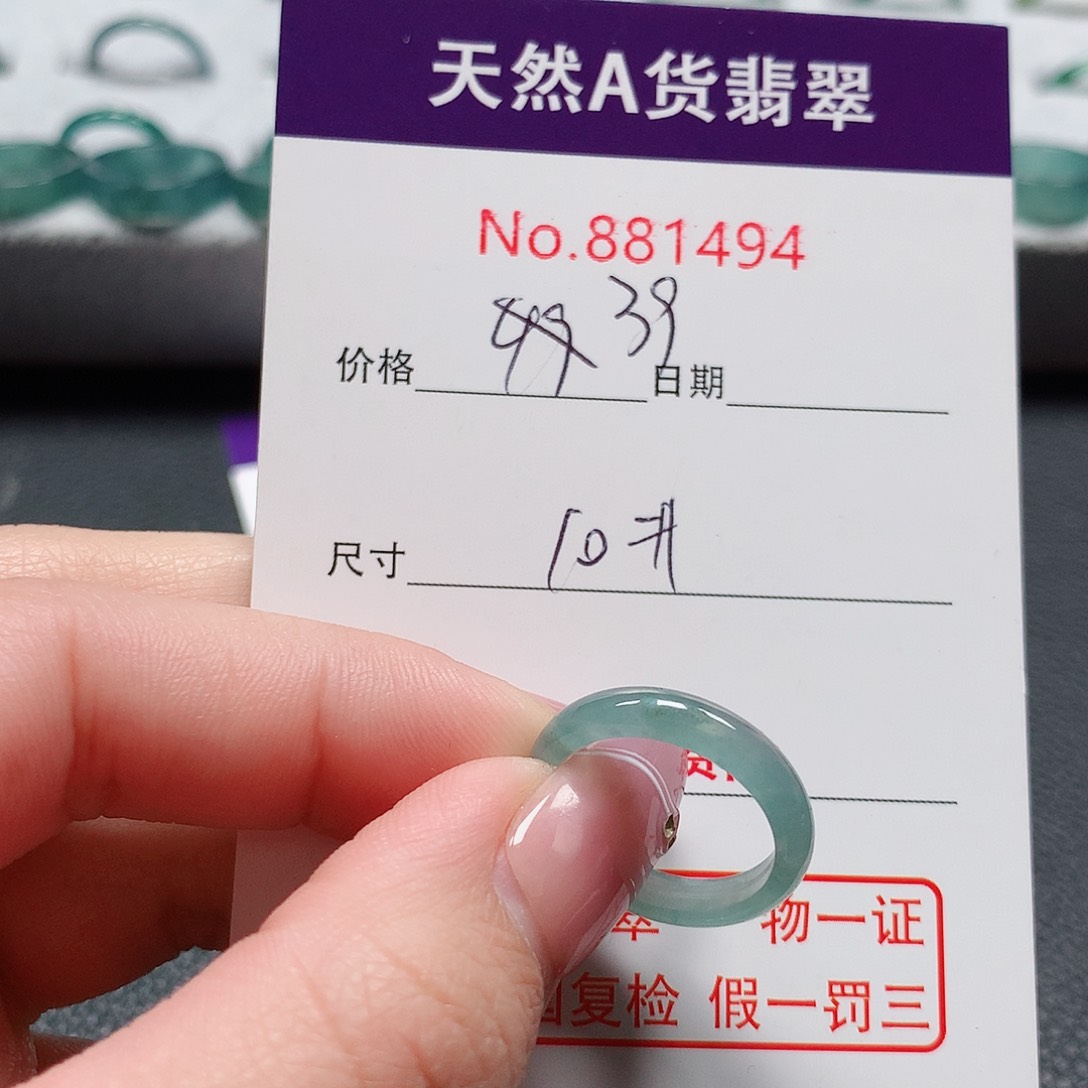 天然A货翡翠
No.881494
39
价格 日期
尺寸 10#
翠 物一证
复检 假一罚三